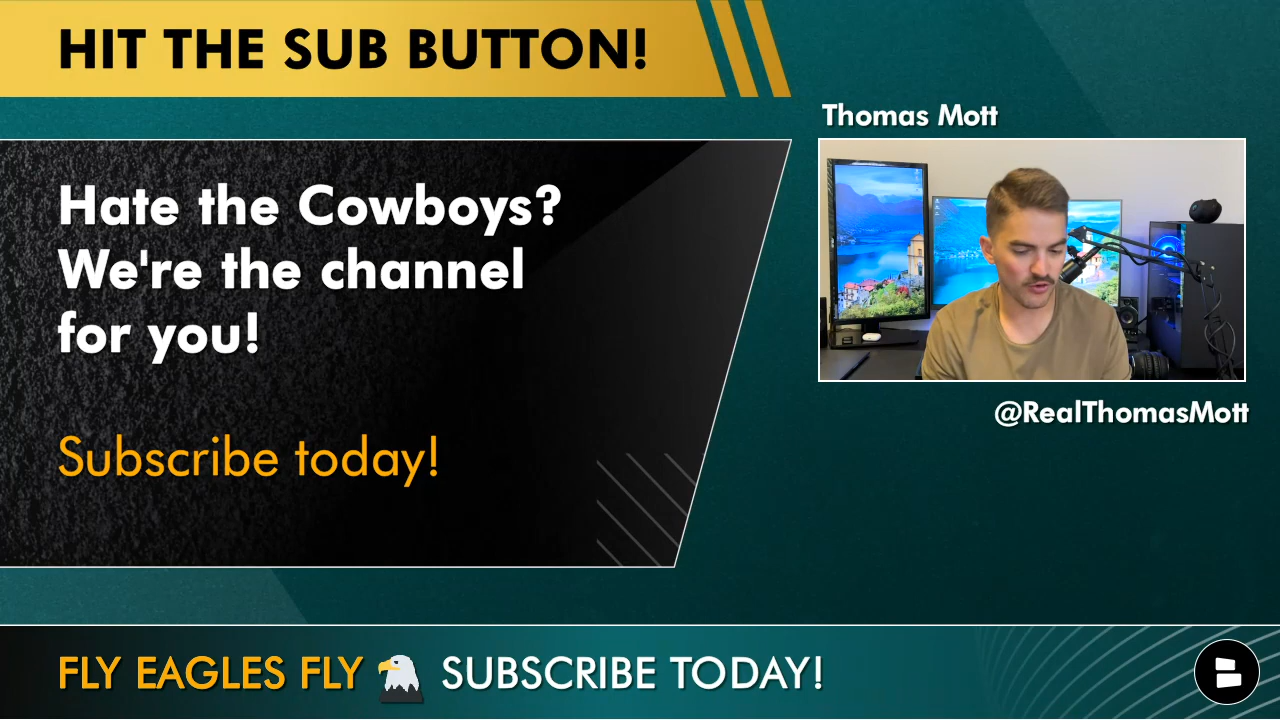 HIT THE SUB BUTTON!
Thomas Mott
Hate the Cowboys?
We're the channel
for you!
Subscribe today!
@RealThomasMott
FLY EAGLES FLY 🦅 SUBSCRIBE TODAY!